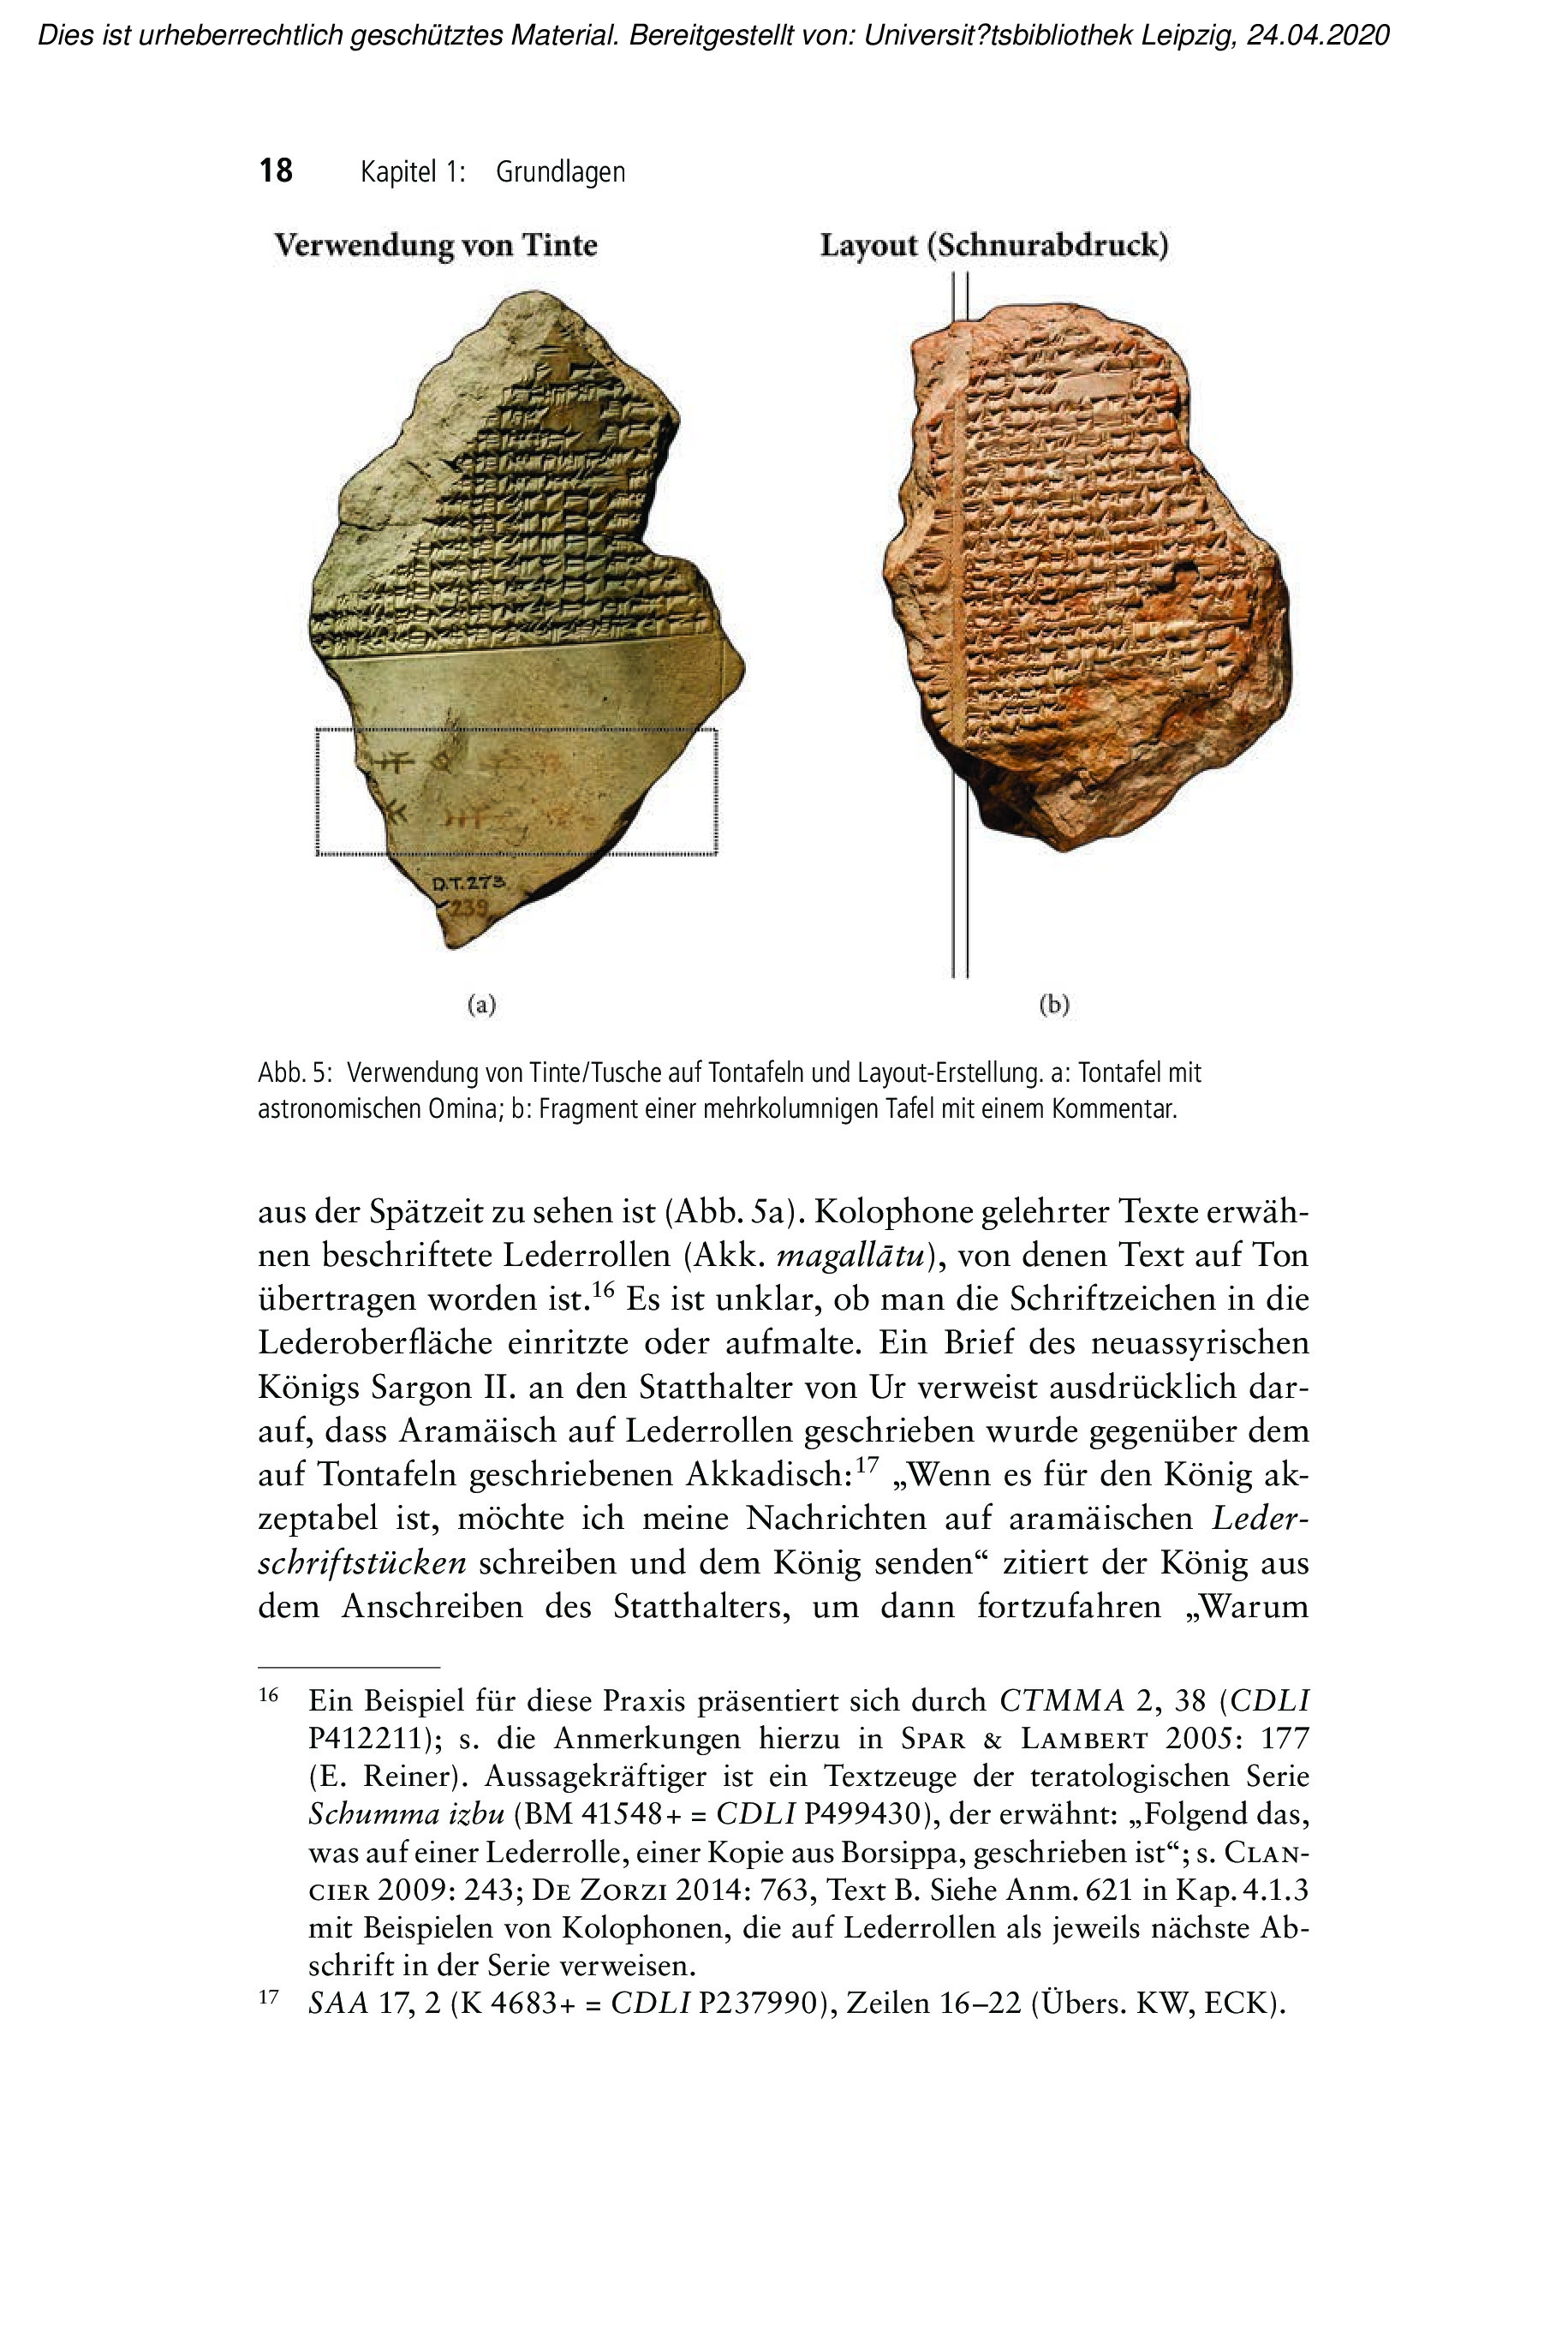 Dies ist urheberrechtlich geschütztes Material. Bereitgestellt von: Universit?tsbibliothek Leipzig, 24.04.2020
18 Kapitel 1: Grundlagen
Verwendung von Tinte
Layout (Schnurabdruck)
D.T.273
239
(a)
(b)
Abb. 5: Verwendung von Tinte/Tusche auf Tontafeln und Layout-Erstellung. a: Tontafel mit
astronomischen Omina; b: Fragment einer mehrkolumnigen Tafel mit einem Kommentar.
aus der Spätzeit zu sehen ist (Abb. 5a). Kolophone gelehrter Texte erwäh-
nen beschriftete Lederrollen (Akk. magallātu), von denen Text auf Ton
übertragen worden ist.16 Es ist unklar, ob man die Schriftzeichen in die
Lederoberfläche einritzte oder aufmalte. Ein Brief des neuassyrischen
Königs Sargon II. an den Statthalter von Ur verweist ausdrücklich dar-
auf, dass Aramäisch auf Lederrollen geschrieben wurde gegenüber dem
auf Tontafeln geschriebenen Akkadisch:17 „Wenn es für den König ak-
zeptabel ist, möchte ich meine Nachrichten auf aramäischen Leder-
schriftstücken schreiben und dem König senden“ zitiert der König aus
dem Anschreiben des Statthalters, um dann fortzufahren „Warum
16 Ein Beispiel für diese Praxis präsentiert sich durch CTMMA 2, 38 (CDLI
P412211); s. die Anmerkungen hierzu in SPAR & LAMBERT 2005: 177
(E. Reiner). Aussagekräftiger ist ein Textzeuge der teratologischen Serie
Schumma izbu (BM 41548+ = CDLI P499430), der erwähnt: „Folgend das,
was auf einer Lederrolle, einer Kopie aus Borsippa, geschrieben ist“; s. CLAN-
CIER 2009: 243; DE ZORZI 2014: 763, Text B. Siehe Anm. 621 in Kap. 4.1.3
mit Beispielen von Kolophonen, die auf Lederrollen als jeweils nächste Ab-
schrift in der Serie verweisen.
17 SAA 17, 2 (K 4683+ = CDLI P237990), Zeilen 16–22 (Übers. KW, ECK).